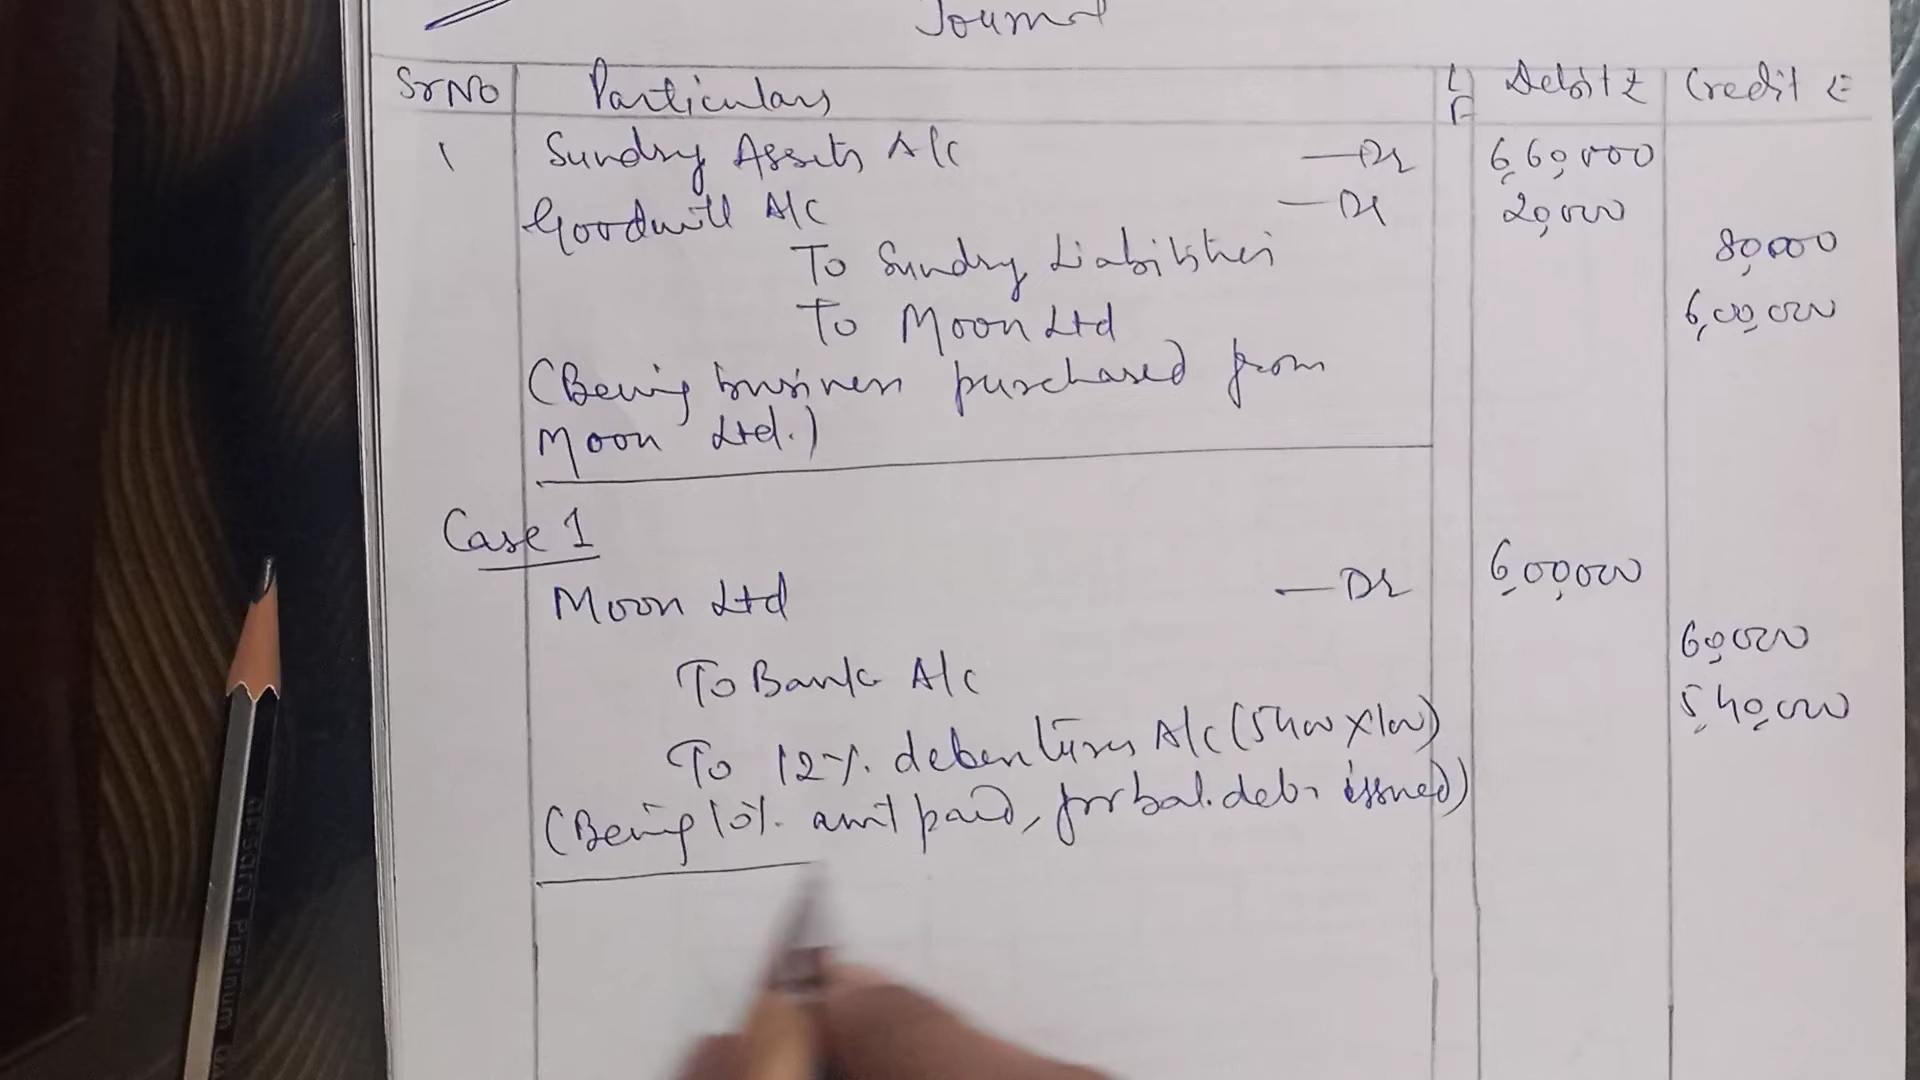 Journal
Sr No Particulars L F Debit ₹ Credit ₹
1 Sundry Assets A/c —Dr 6,60,000
Goodwill A/c —Dr 20,000
To Sundry Liabilities 80,000
To Moon Ltd 6,00,000
(Being business purchased from
Moon Ltd.)
Case 1
Moon Ltd —Dr 6,00,000
To Bank A/c 60,000
To 12% debentures A/c (5400 X 100) 5,40,000
(Being 10% amt paid, for bal. deb. issued)